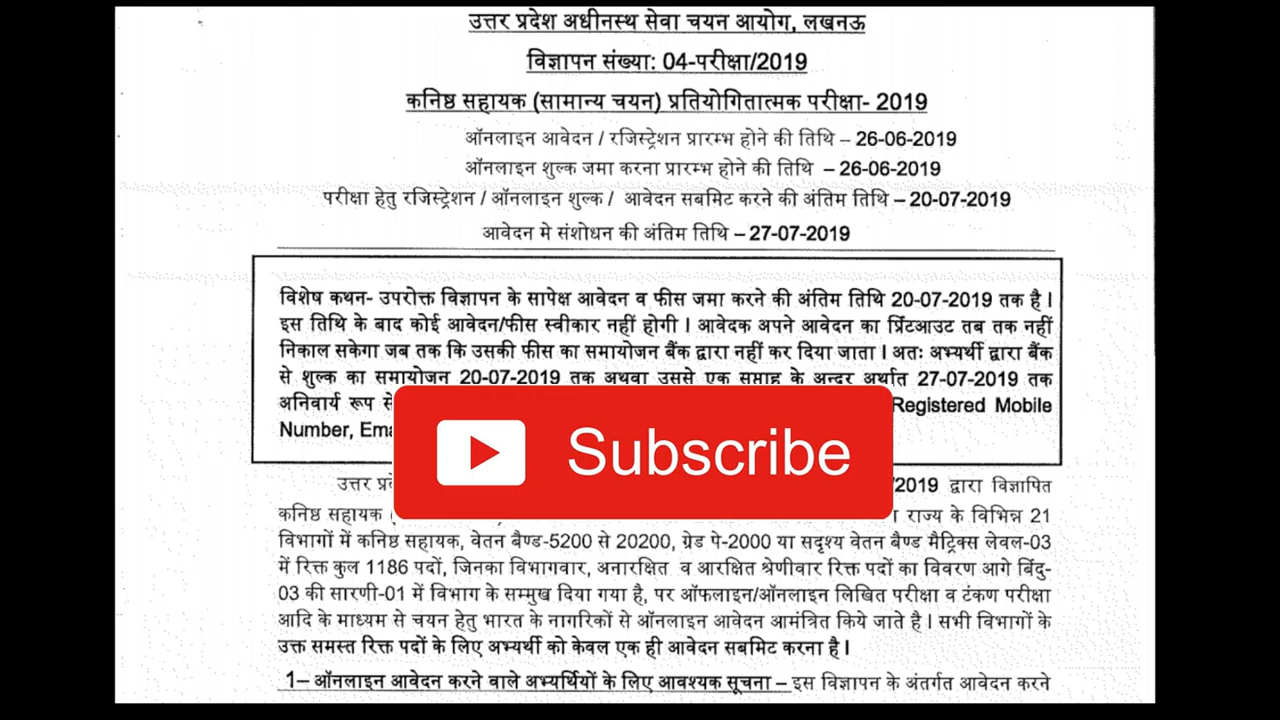 उत्तर प्रदेश अधीनस्थ सेवा चयन आयोग, लखनऊ
विज्ञापन संख्या: 04-परीक्षा/2019
कनिष्ठ सहायक (सामान्य चयन) प्रतियोगितात्मक परीक्षा- 2019
ऑनलाइन आवेदन / रजिस्ट्रेशन प्रारम्भ होने की तिथि – 26-06-2019
ऑनलाइन शुल्क जमा करना प्रारम्भ होने की तिथि – 26-06-2019
परीक्षा हेतु रजिस्ट्रेशन / ऑनलाइन शुल्क / आवेदन सबमिट करने की अंतिम तिथि – 20-07-2019
आवेदन मे संशोधन की अंतिम तिथि – 27-07-2019
विशेष कथन- उपरोक्त विज्ञापन के सापेक्ष आवेदन व फीस जमा करने की अंतिम तिथि 20-07-2019 तक है।
इस तिथि के बाद कोई आवेदन/फीस स्वीकार नहीं होगी। आवेदक अपने आवेदन का प्रिंटआउट तब तक नहीं
निकाल सकेगा जब तक कि उसकी फीस का समायोजन बैंक द्वारा नहीं कर दिया जाता। अतः अभ्यर्थी द्वारा बैंक
से शुल्क का समायोजन 20-07-2019 तक अथवा उससे एक सप्ताह के अन्दर अर्थात 27-07-2019 तक
अनिवार्य रूप Registered Mobile
Number,
Subscribe
उत्तर /2019 द्वारा विज्ञापित
कनिष्ठ सहायक ( राज्य के विभिन्न 21
विभागों में कनिष्ठ सहायक, वेतन बैण्ड-5200 से 20200, ग्रेड पे-2000 या सदृश्य वेतन बैण्ड मैट्रिक्स लेवल-03
में रिक्त कुल 1186 पदों, जिनका विभागवार, अनारक्षित व आरक्षित श्रेणीवार रिक्त पदों का विवरण आगे बिंदु-
03 की सारणी-01 में विभाग के सम्मुख दिया गया है, पर ऑफलाइन/ऑनलाइन लिखित परीक्षा व टंकण परीक्षा
आदि के माध्यम से चयन हेतु भारत के नागरिकों से ऑनलाइन आवेदन आमंत्रित किये जाते है। सभी विभागों के
उक्त समस्त रिक्त पदों के लिए अभ्यर्थी को केवल एक ही आवेदन सबमिट करना है।
1– ऑनलाइन आवेदन करने वाले अभ्यर्थियों के लिए आवश्यक सूचना – इस विज्ञापन के अंतर्गत आवेदन करने